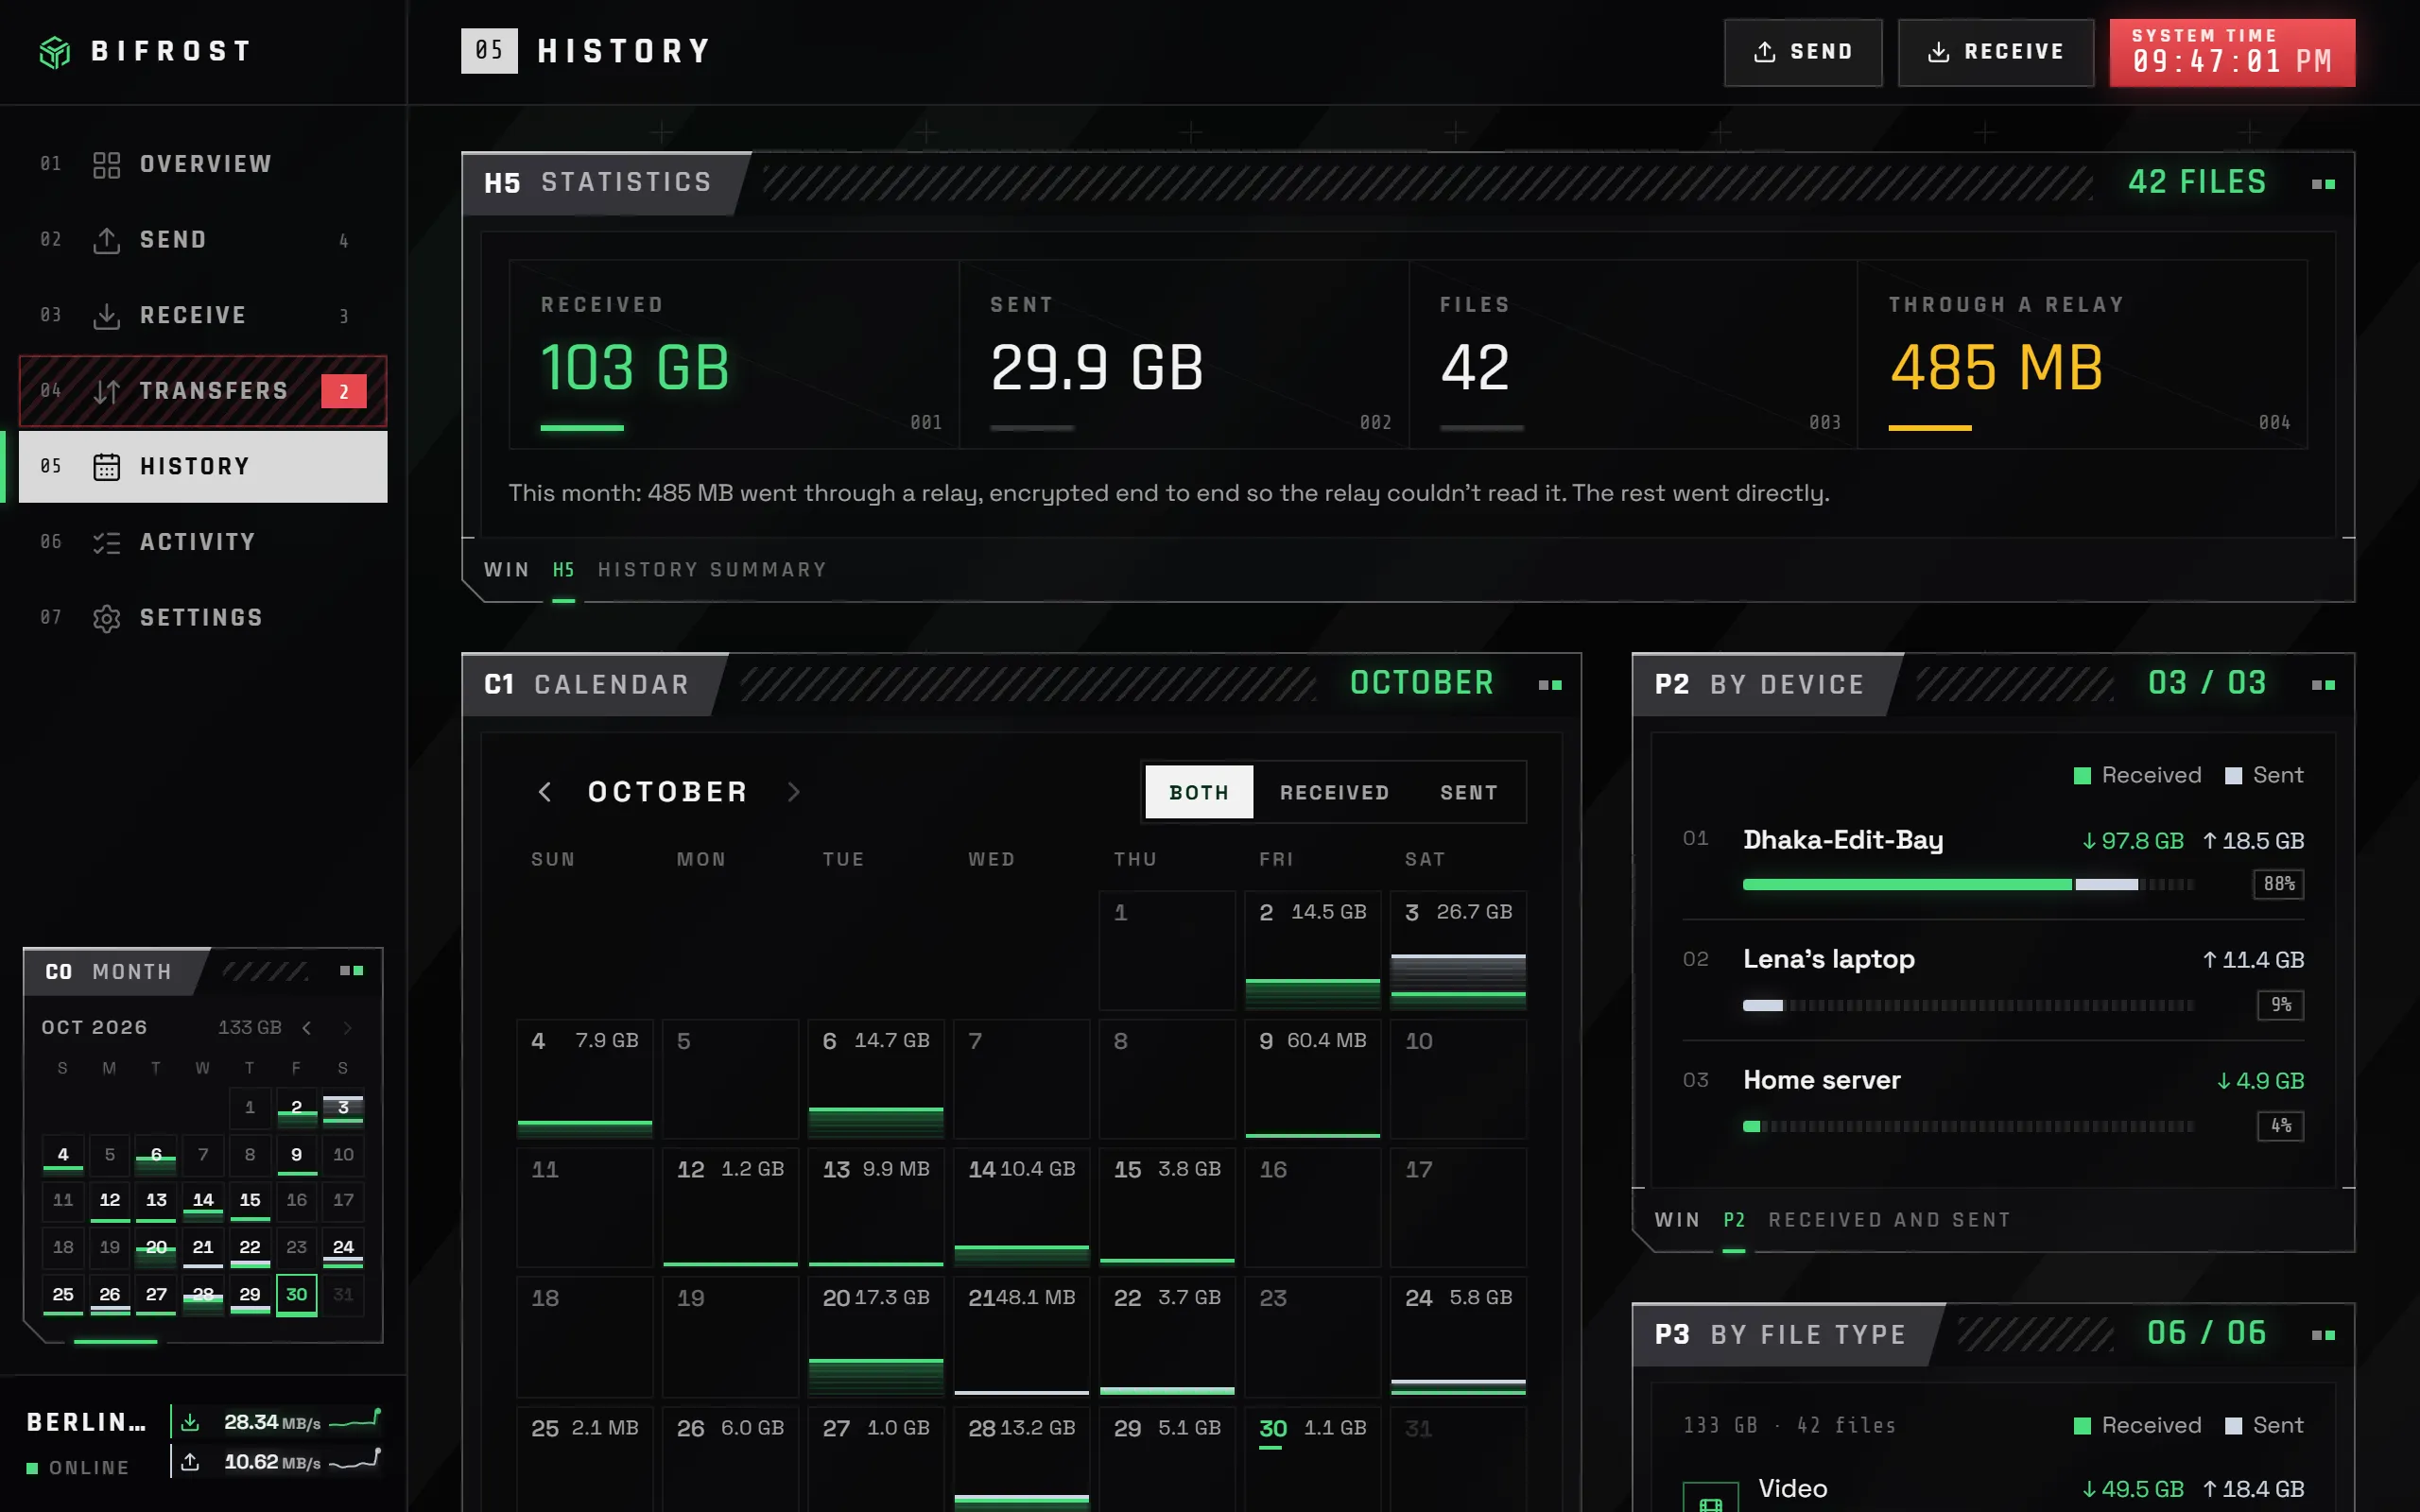 BIFROST
05 HISTORY
SEND
RECEIVE
SYSTEM TIME
09:47:01 PM
01 OVERVIEW
02 SEND 4
03 RECEIVE 3
04 TRANSFERS 2
05 HISTORY
06 ACTIVITY
07 SETTINGS
C0 MONTH
OCT 2026 133 GB
S M T W T F S
1 2 3
4 5 6 7 8 9 10
11 12 13 14 15 16 17
18 19 20 21 22 23 24
25 26 27 28 29 30 31
BERLIN…
ONLINE
28.34 MB/s
10.62 MB/s
H5 STATISTICS 42 FILES
RECEIVED
103 GB
001
SENT
29.9 GB
002
FILES
42
003
THROUGH A RELAY
485 MB
004
This month: 485 MB went through a relay, encrypted end to end so the relay couldn't read it. The rest went directly.
WIN H5 HISTORY SUMMARY
C1 CALENDAR OCTOBER
OCTOBER
BOTH RECEIVED SENT
SUN MON TUE WED THU FRI SAT
1 2 14.5 GB 3 26.7 GB
4 7.9 GB 5 6 14.7 GB 7 8 9 60.4 MB 10
11 12 1.2 GB 13 9.9 MB 14 10.4 GB 15 3.8 GB 16 17
18 19 20 17.3 GB 21 48.1 MB 22 3.7 GB 23 24 5.8 GB
25 2.1 MB 26 6.0 GB 27 1.0 GB 28 13.2 GB 29 5.1 GB 30 1.1 GB 31
P2 BY DEVICE 03 / 03
Received Sent
01 Dhaka-Edit-Bay ↓ 97.8 GB ↑ 18.5 GB
88%
02 Lena's laptop ↑ 11.4 GB
9%
03 Home server ↓ 4.9 GB
4%
WIN P2 RECEIVED AND SENT
P3 BY FILE TYPE 06 / 06
133 GB · 42 files Received Sent
Video ↓ 49.5 GB ↑ 18.4 GB